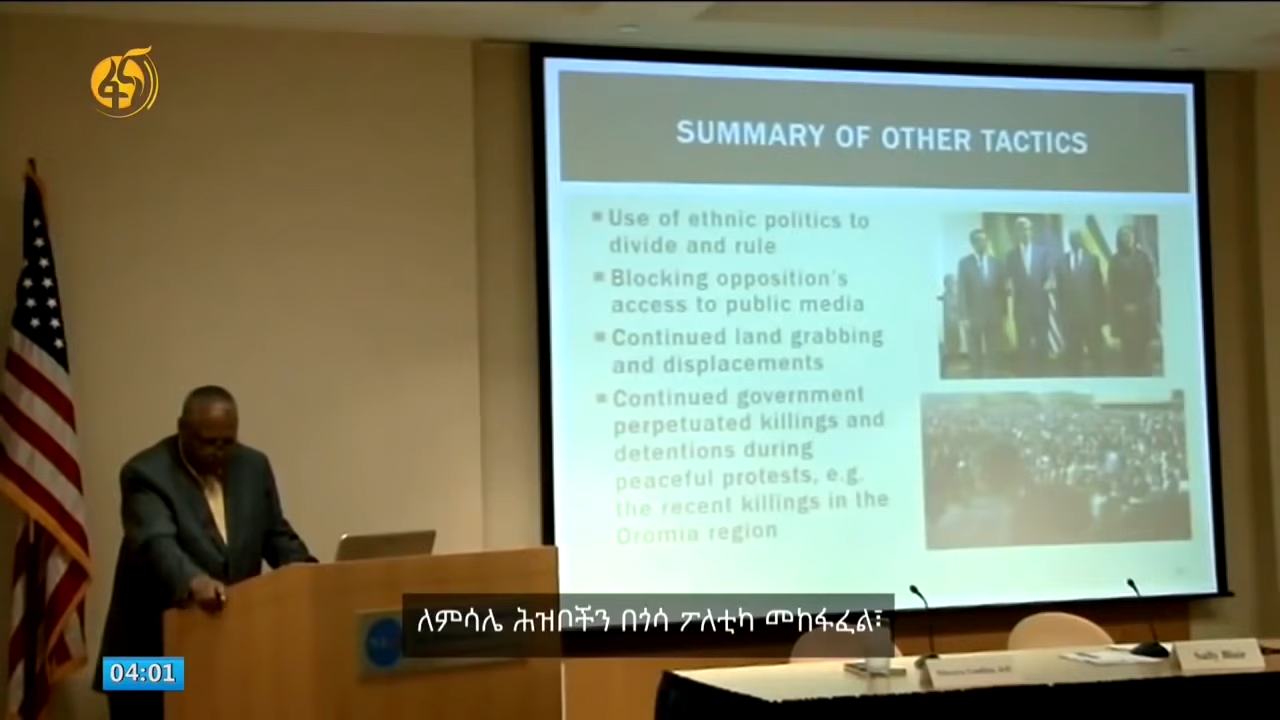 SUMMARY OF OTHER TACTICS
Use of ethnic politics to
divide and rule
Blocking opposition's
access to public media
Continued land grabbing
and displacements
Continued government
perpetuated killings and
detentions during
peaceful protests, e.g.
the recent killings in the
Oromia region
ለምሳሌ ሕዝቦችን በጎሳ ፖለቲካ መከፋፈል፣
04:01
Sally Blair